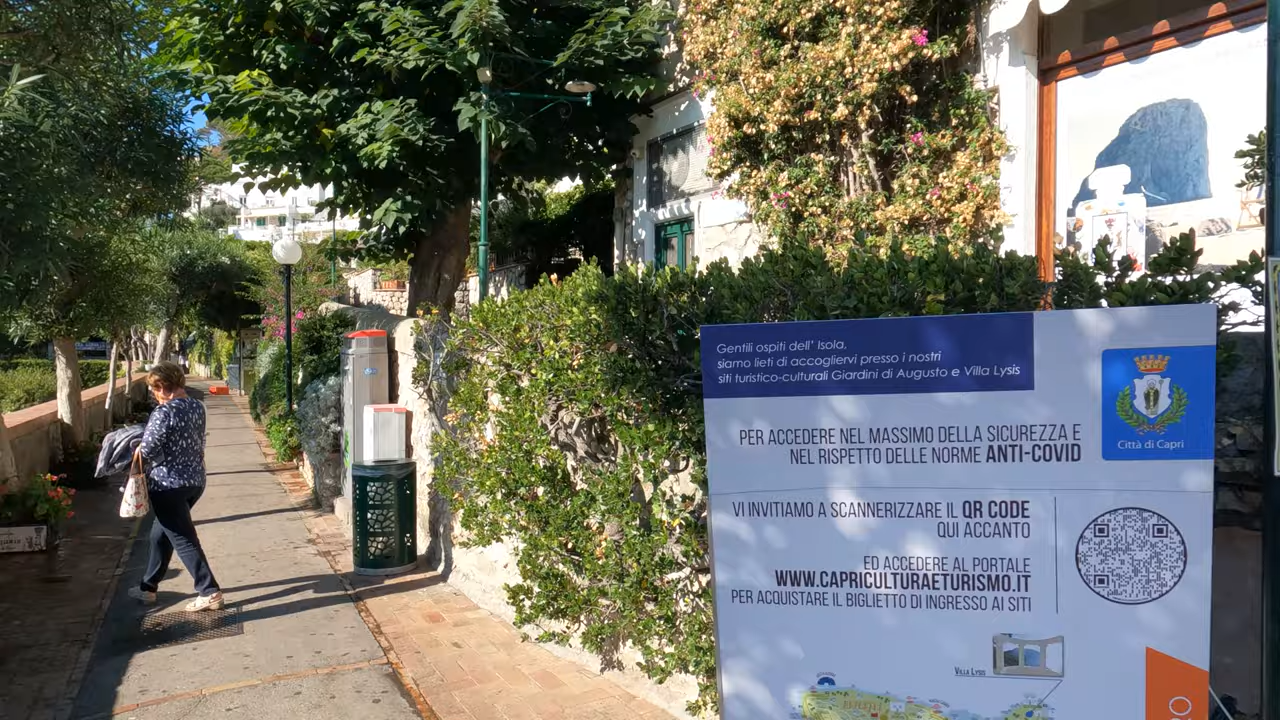 Gentili ospiti dell' Isola,
siamo lieti di accogliervi presso i nostri
siti turistico-culturali Giardini di Augusto e Villa Lysis
Città di Capri
PER ACCEDERE NEL MASSIMO DELLA SICUREZZA E
NEL RISPETTO DELLE NORME ANTI-COVID
VI INVITIAMO A SCANNERIZZARE IL QR CODE
QUI ACCANTO
ED ACCEDERE AL PORTALE
WWW.CAPRICULTURAETURISMO.IT
PER ACQUISTARE IL BIGLIETTO DI INGRESSO AI SITI
VILLA LYSIS